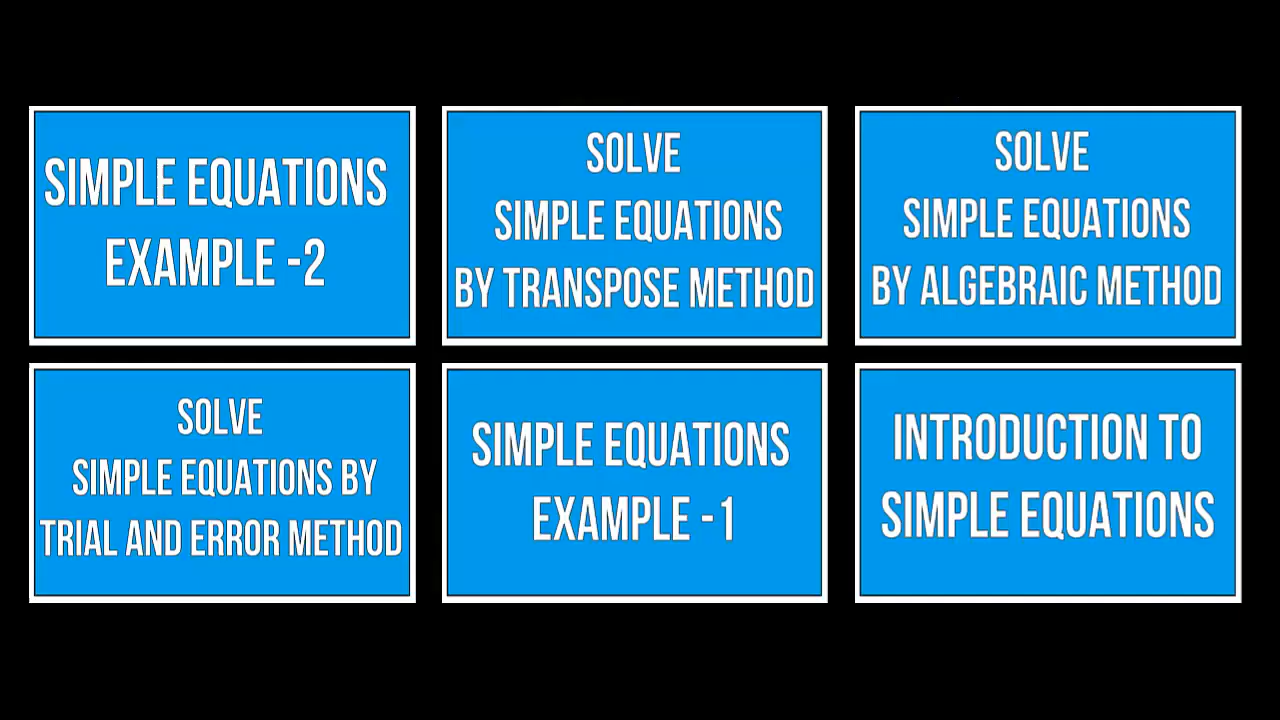 SIMPLE EQUATIONS
EXAMPLE -2
SOLVE
SIMPLE EQUATIONS
BY TRANSPOSE METHOD
SOLVE
SIMPLE EQUATIONS
BY ALGEBRAIC METHOD
SOLVE
SIMPLE EQUATIONS BY
TRIAL AND ERROR METHOD
SIMPLE EQUATIONS
EXAMPLE -1
INTRODUCTION TO
SIMPLE EQUATIONS